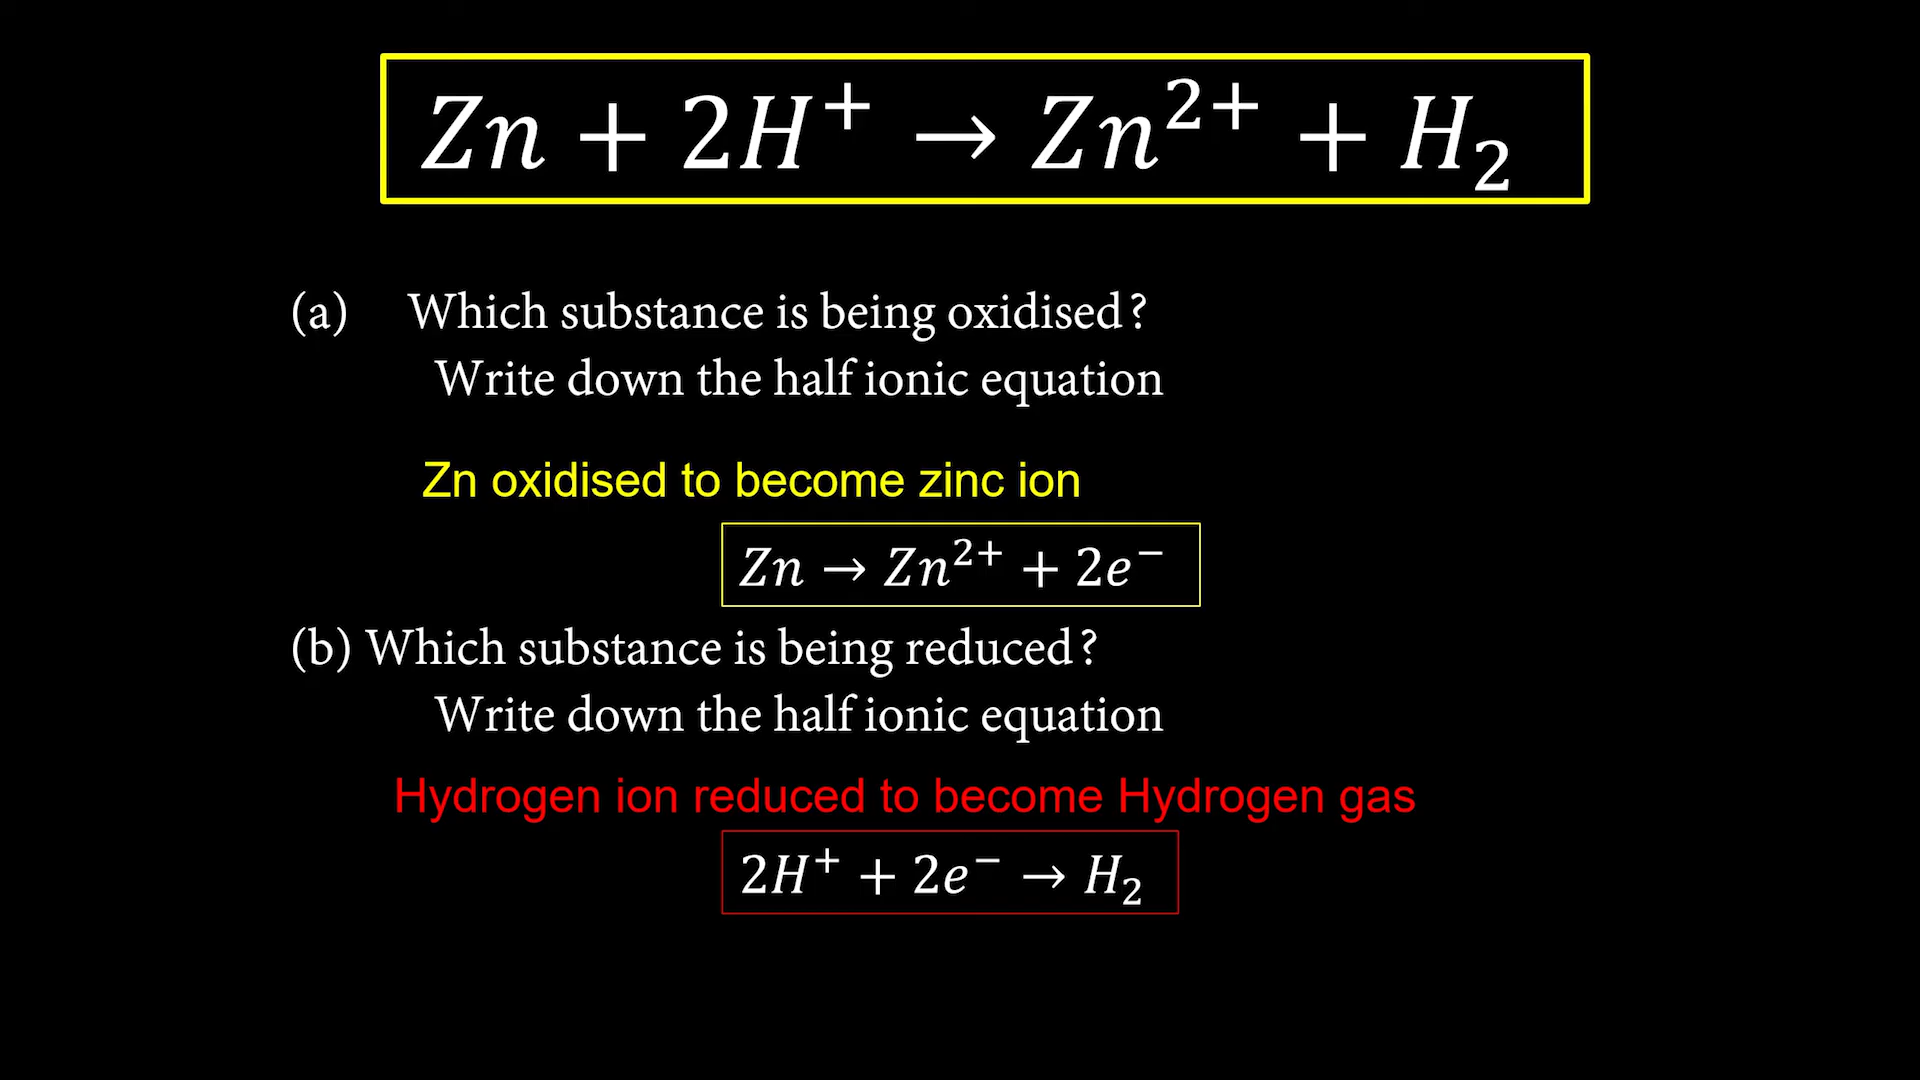 Zn + 2H⁺ → Zn²⁺ + H₂
(a) Which substance is being oxidised?
Write down the half ionic equation
Zn oxidised to become zinc ion
Zn → Zn²⁺ + 2e⁻
(b) Which substance is being reduced?
Write down the half ionic equation
Hydrogen ion reduced to become Hydrogen gas
2H⁺ + 2e⁻ → H₂